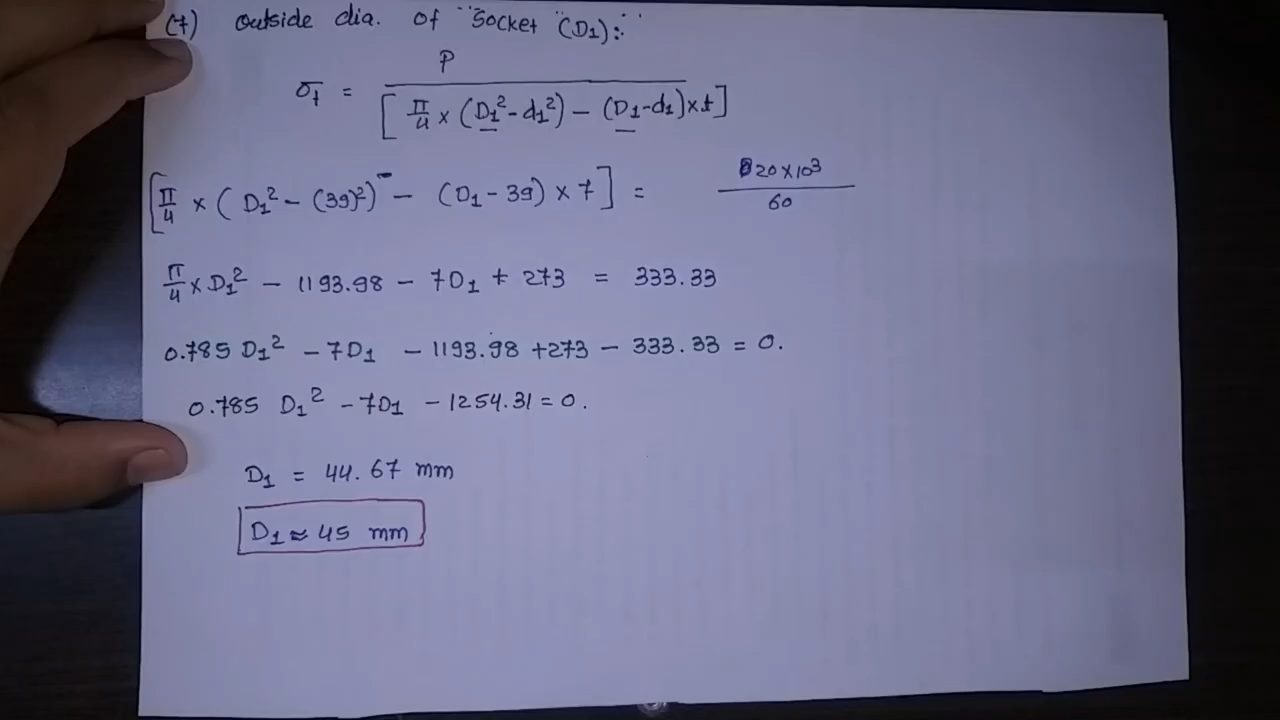 (7) outside dia. of "Socket" (D1):-
σt = P / [π/4 × (D1² - d1²) - (D1 - d1) × t]
[π/4 × (D1² - (39)²) - (D1 - 39) × 7] = 20×10³ / 60
π/4 × D1² - 1193.98 - 7D1 + 273 = 333.33
0.785 D1² - 7D1 - 1193.98 + 273 - 333.33 = 0.
0.785 D1² - 7D1 - 1254.31 = 0.
D1 = 44.67 mm
D1 ≈ 45 mm